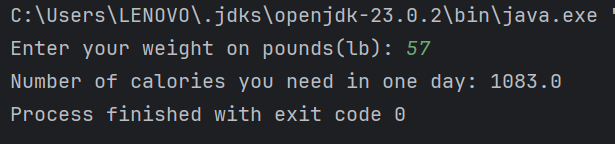 C:\Users\LENOVO\.jdks\openjdk-23.0.2\bin\java.exe "
Enter your weight on pounds(lb): 57
Number of calories you need in one day: 1083.0
Process finished with exit code 0